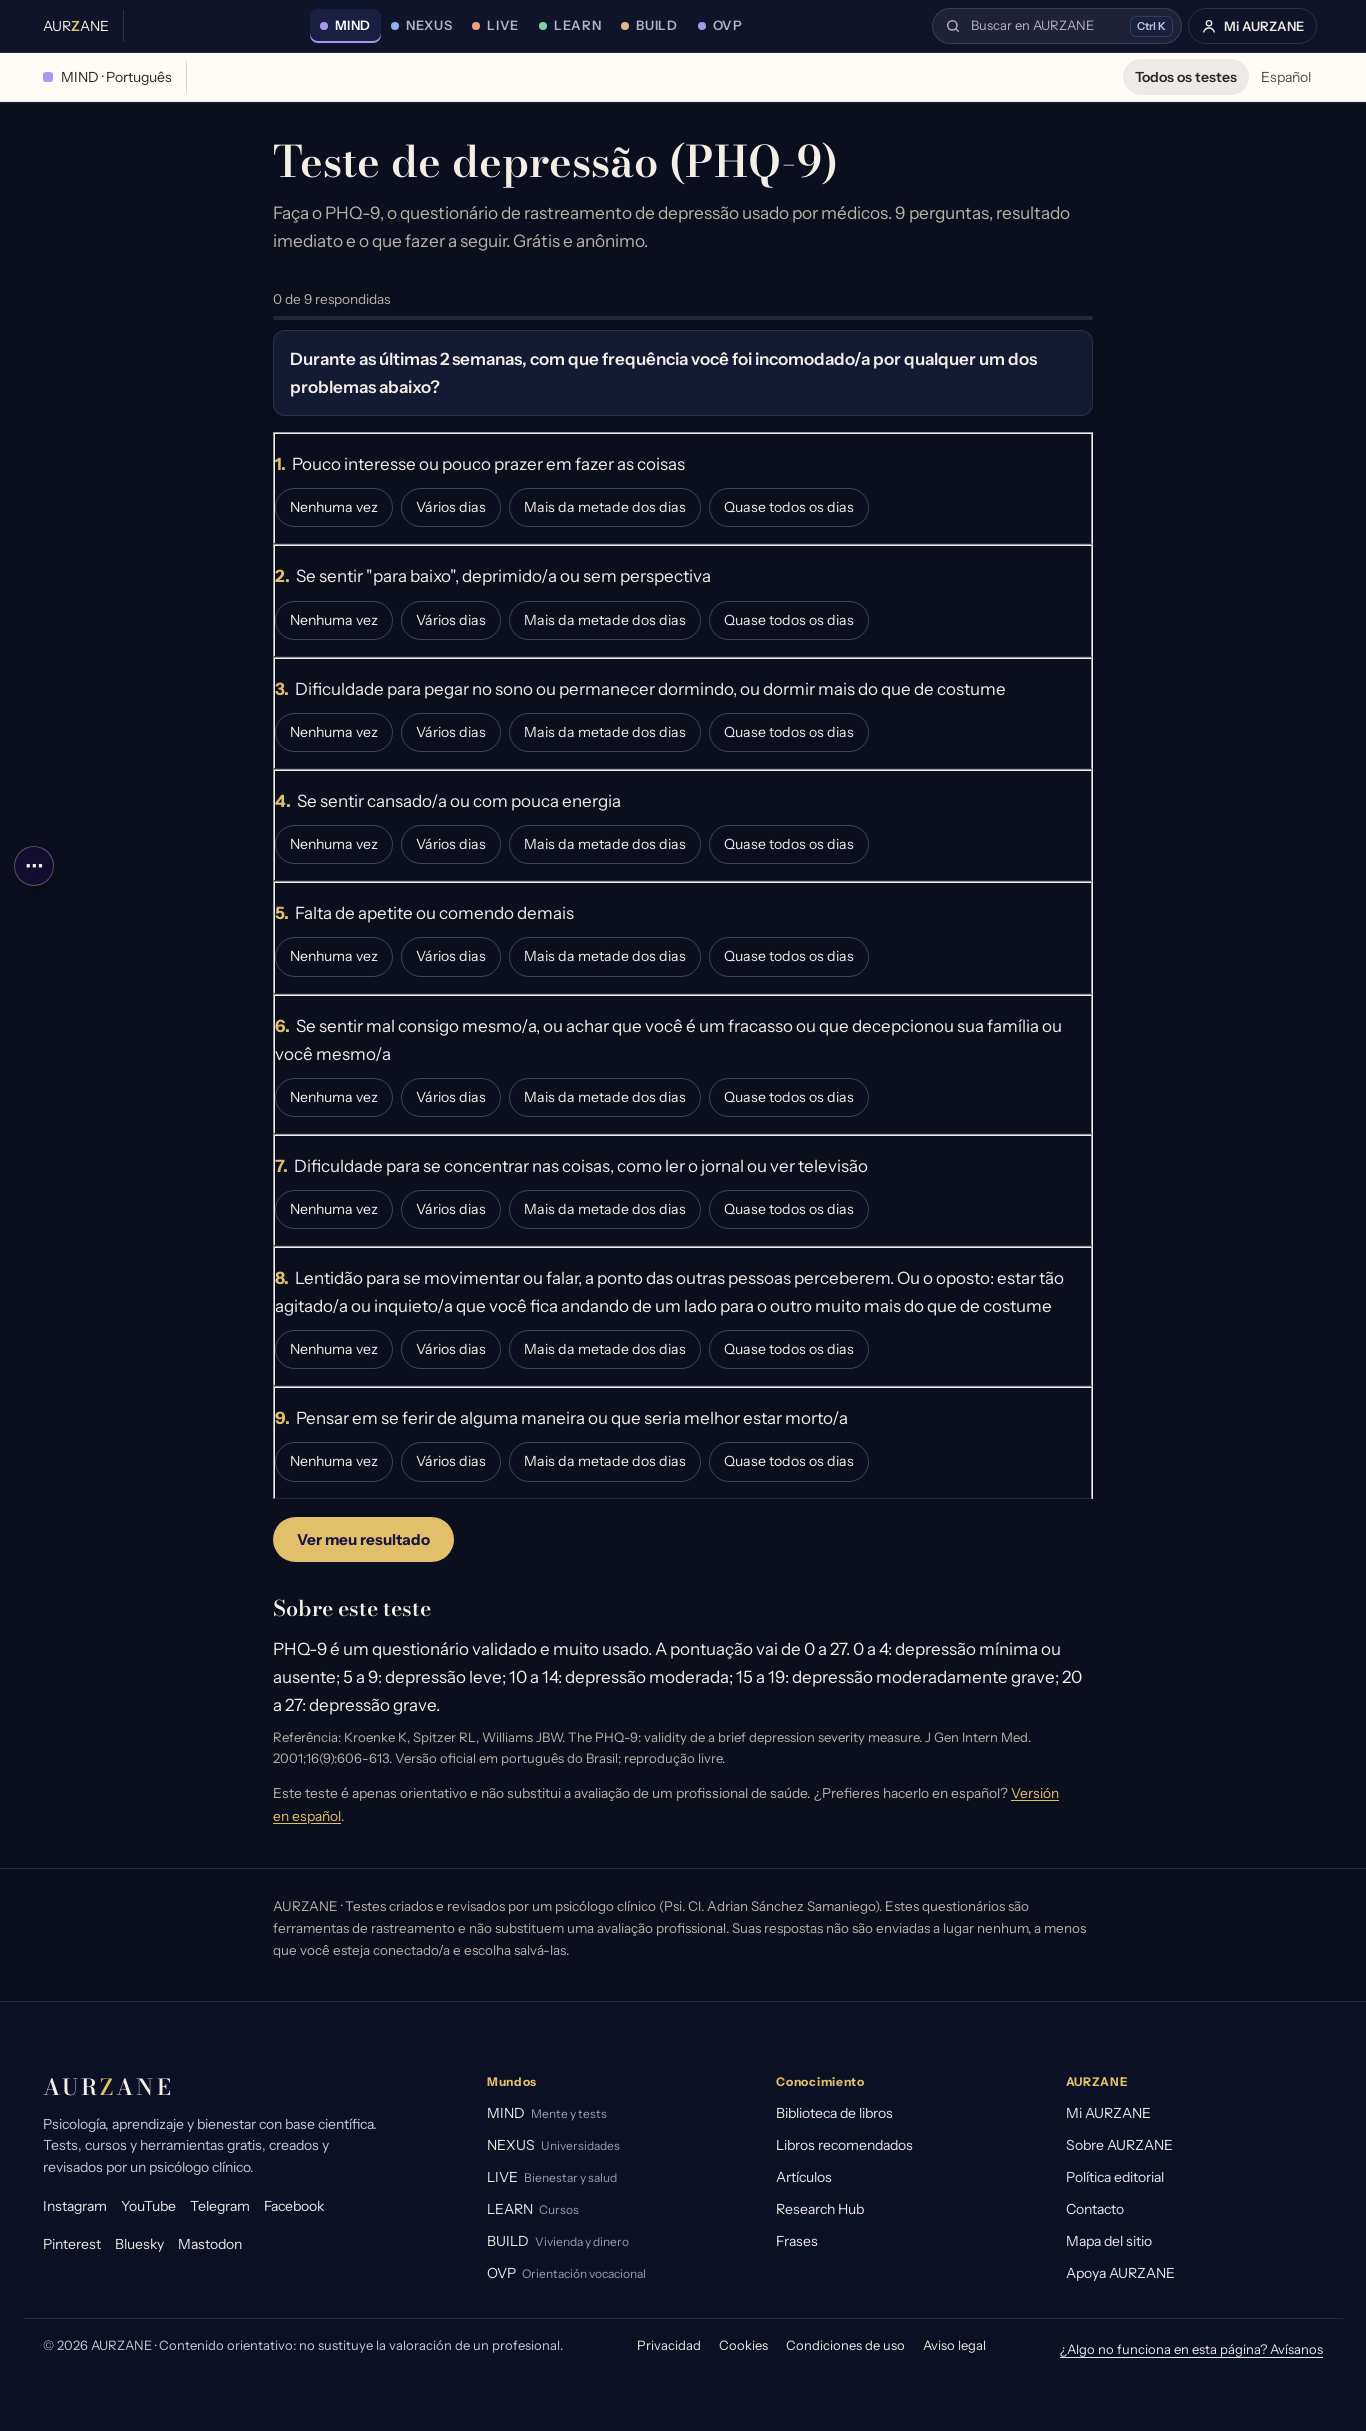 AURZANE
MIND
NEXUS
LIVE
LEARN
BUILD
OVP
Buscar en AURZANE
Ctrl K
Mi AURZANE
MIND · Português
Todos os testes
Español
Teste de depressão (PHQ-9)
Faça o PHQ-9, o questionário de rastreamento de depressão usado por médicos. 9 perguntas, resultado
imediato e o que fazer a seguir. Grátis e anônimo.
0 de 9 respondidas
Durante as últimas 2 semanas, com que frequência você foi incomodado/a por qualquer um dos
problemas abaixo?
1. Pouco interesse ou pouco prazer em fazer as coisas
Nenhuma vez Vários dias Mais da metade dos dias Quase todos os dias
2. Se sentir "para baixo", deprimido/a ou sem perspectiva
Nenhuma vez Vários dias Mais da metade dos dias Quase todos os dias
3. Dificuldade para pegar no sono ou permanecer dormindo, ou dormir mais do que de costume
Nenhuma vez Vários dias Mais da metade dos dias Quase todos os dias
4. Se sentir cansado/a ou com pouca energia
Nenhuma vez Vários dias Mais da metade dos dias Quase todos os dias
5. Falta de apetite ou comendo demais
Nenhuma vez Vários dias Mais da metade dos dias Quase todos os dias
6. Se sentir mal consigo mesmo/a, ou achar que você é um fracasso ou que decepcionou sua família ou
você mesmo/a
Nenhuma vez Vários dias Mais da metade dos dias Quase todos os dias
7. Dificuldade para se concentrar nas coisas, como ler o jornal ou ver televisão
Nenhuma vez Vários dias Mais da metade dos dias Quase todos os dias
8. Lentidão para se movimentar ou falar, a ponto das outras pessoas perceberem. Ou o oposto: estar tão
agitado/a ou inquieto/a que você fica andando de um lado para o outro muito mais do que de costume
Nenhuma vez Vários dias Mais da metade dos dias Quase todos os dias
9. Pensar em se ferir de alguma maneira ou que seria melhor estar morto/a
Nenhuma vez Vários dias Mais da metade dos dias Quase todos os dias
Ver meu resultado
Sobre este teste
PHQ-9 é um questionário validado e muito usado. A pontuação vai de 0 a 27. 0 a 4: depressão mínima ou
ausente; 5 a 9: depressão leve; 10 a 14: depressão moderada; 15 a 19: depressão moderadamente grave; 20
a 27: depressão grave.
Referência: Kroenke K, Spitzer RL, Williams JBW. The PHQ-9: validity of a brief depression severity measure. J Gen Intern Med.
2001;16(9):606-613. Versão oficial em português do Brasil; reprodução livre.
Este teste é apenas orientativo e não substitui a avaliação de um profissional de saúde. ¿Prefieres hacerlo en español? Versión
en español.
AURZANE · Testes criados e revisados por um psicólogo clínico (Psi. Cl. Adrian Sánchez Samaniego). Estes questionários são
ferramentas de rastreamento e não substituem uma avaliação profissional. Suas respostas não são enviadas a lugar nenhum, a menos
que você esteja conectado/a e escolha salvá-las.
AURZANE
Psicología, aprendizaje y bienestar con base científica.
Tests, cursos y herramientas gratis, creados y
revisados por un psicólogo clínico.
Instagram YouTube Telegram Facebook
Pinterest Bluesky Mastodon
Mundos
MIND Mente y tests
NEXUS Universidades
LIVE Bienestar y salud
LEARN Cursos
BUILD Vivienda y dinero
OVP Orientación vocacional
Conocimiento
Biblioteca de libros
Libros recomendados
Artículos
Research Hub
Frases
AURZANE
Mi AURZANE
Sobre AURZANE
Política editorial
Contacto
Mapa del sitio
Apoya AURZANE
© 2026 AURZANE · Contenido orientativo: no sustituye la valoración de un profesional.
Privacidad Cookies Condiciones de uso Aviso legal
¿Algo no funciona en esta página? Avísanos